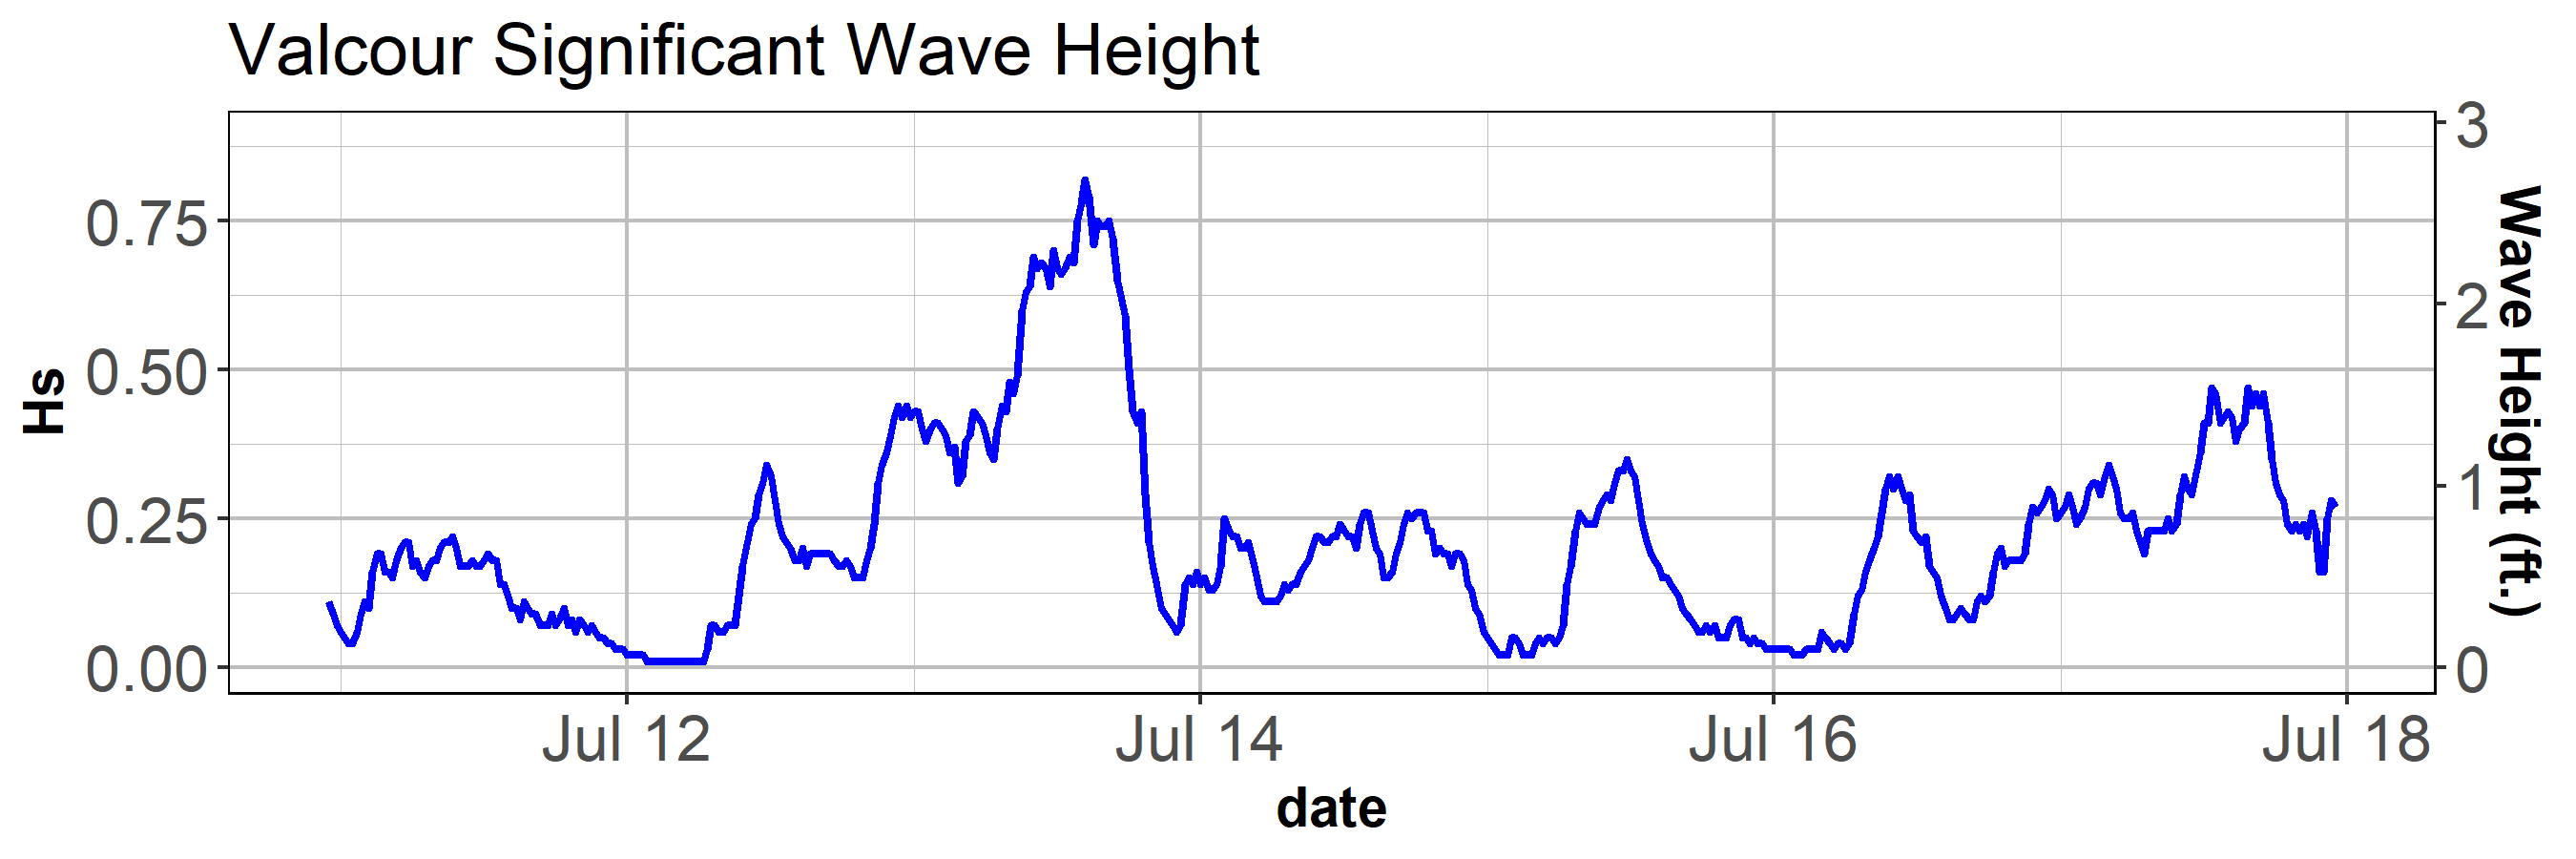 Valcour Significant Wave Height
Hs
0.75
0.50
0.25
0.00
3
2
1
0
Wave Height (ft.)
Jul 12
Jul 14
Jul 16
Jul 18
date